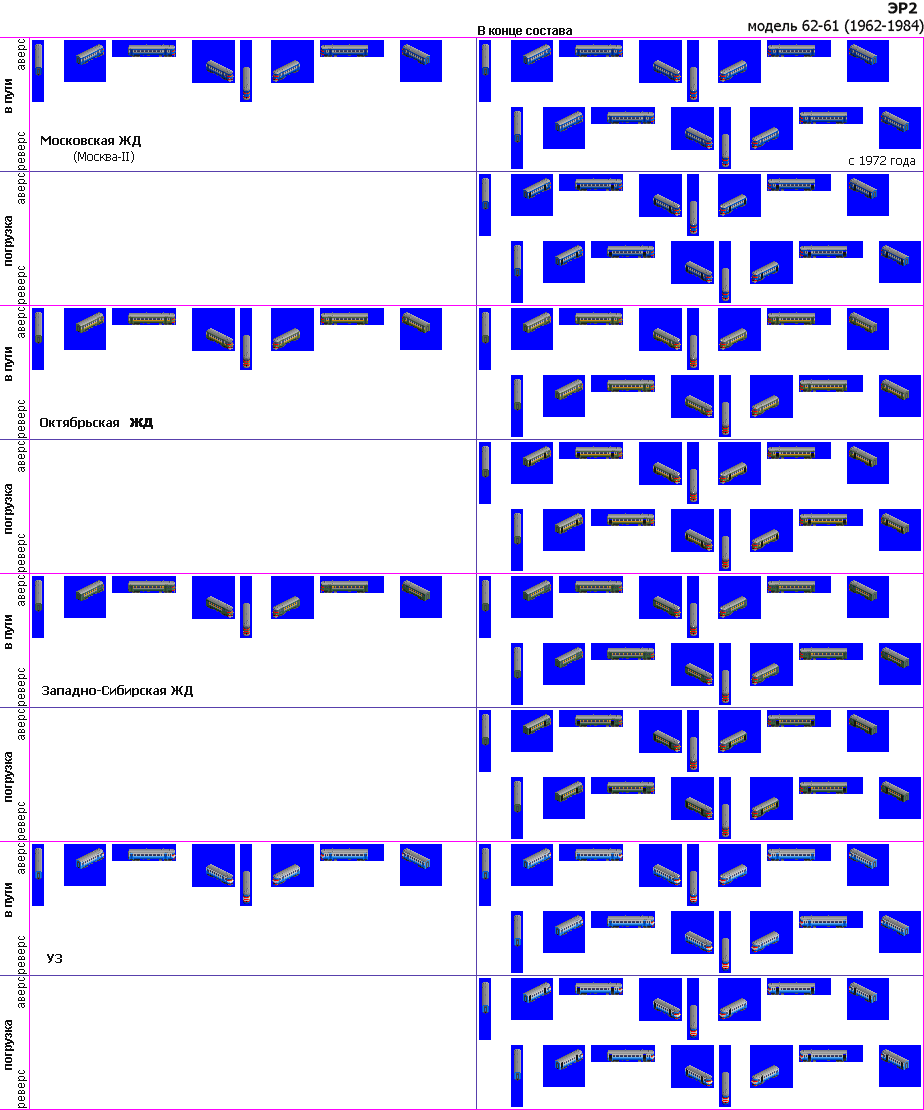 ЭР2
модель 62-61 (1962-1984)
В конце состава
аверс
в пути
реверс
Московская ЖД
(Москва-II)
с 1972 года
аверс
погрузка
реверс
аверс
в пути
реверс
Октябрьская ЖД
аверс
погрузка
реверс
аверс
в пути
реверс
Западно-Сибирская ЖД
аверс
погрузка
реверс
аверс
в пути
реверс
УЗ
аверс
погрузка
реверс